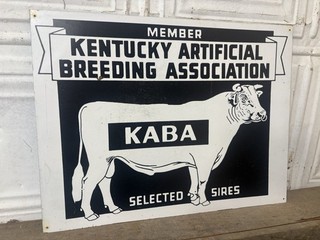 MEMBER
KENTUCKY ARTIFICIAL
BREEDING ASSOCIATION
KABA
SELECTED SIRES